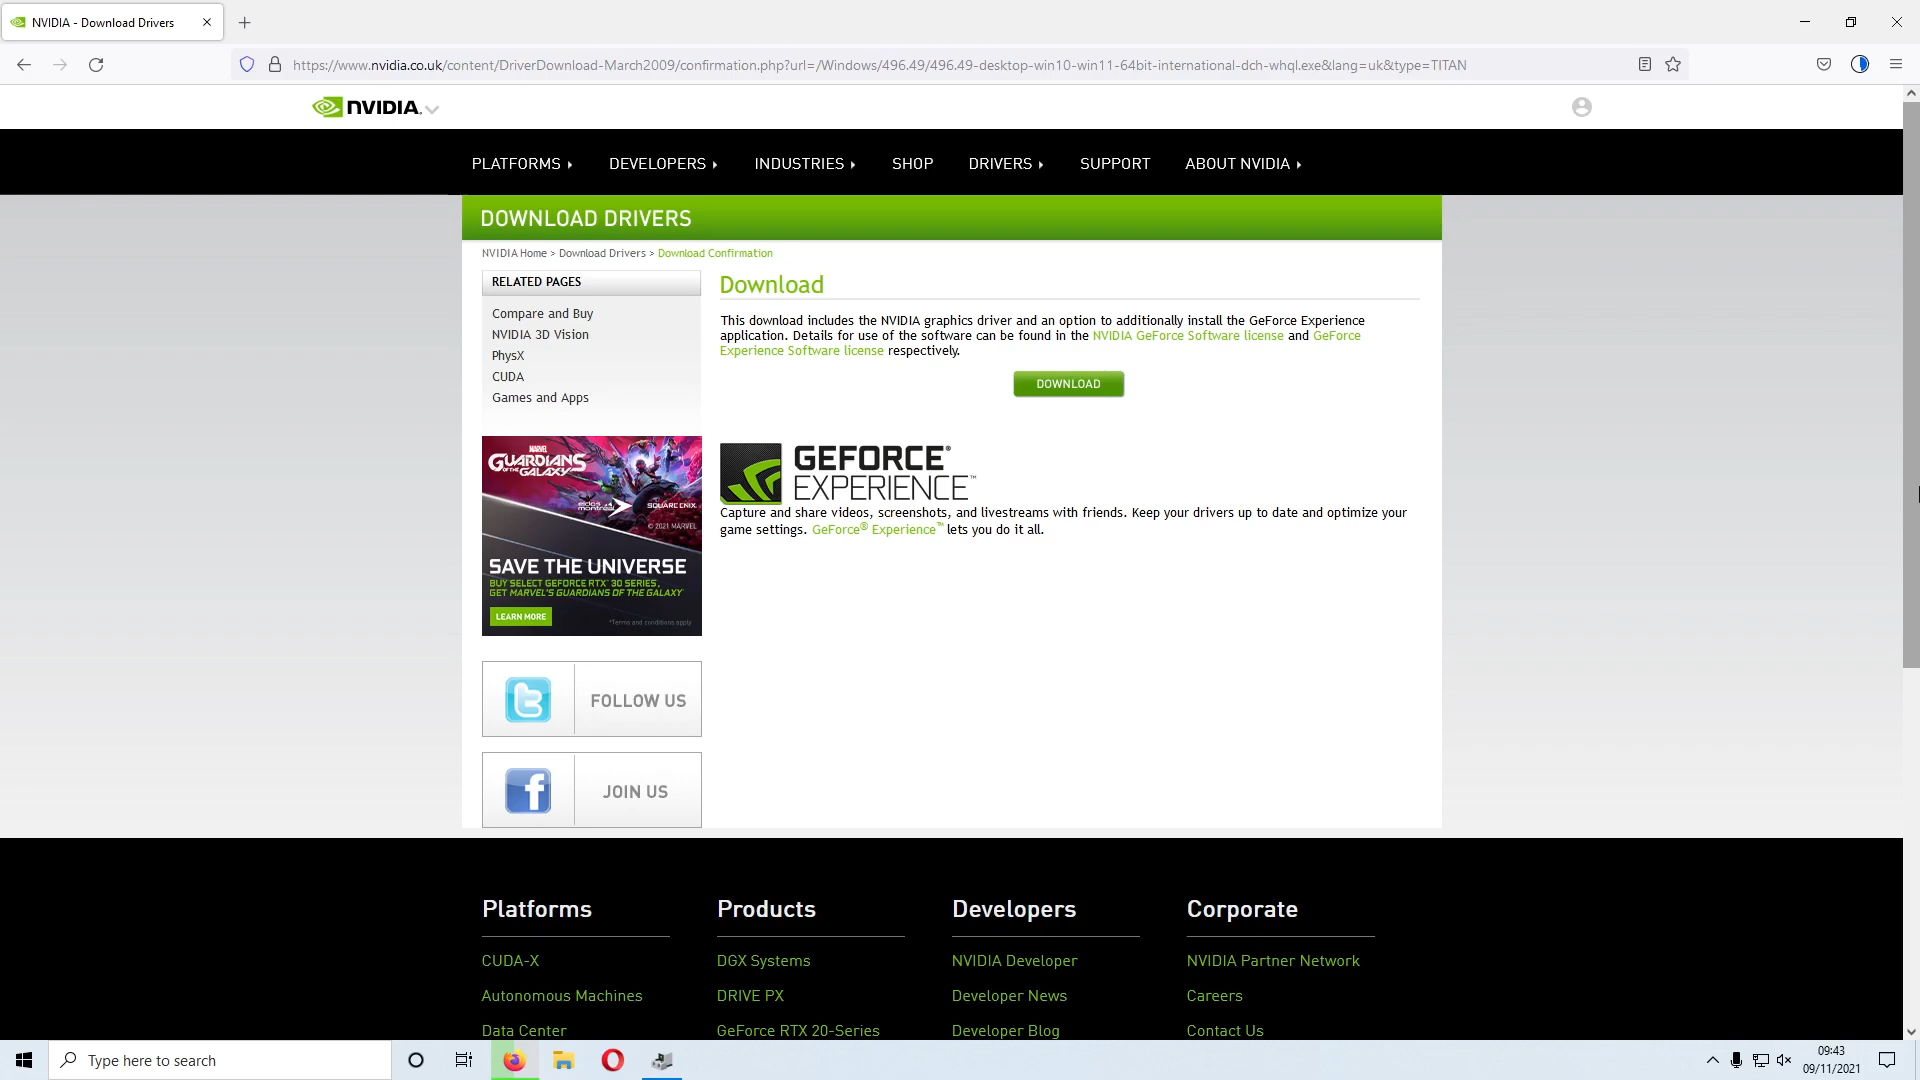 NVIDIA - Download Drivers
https://www.nvidia.co.uk/content/DriverDownload-March2009/confirmation.php?url=/Windows/496.49/496.49-desktop-win10-win11-64bit-international-dch-whql.exe&lang=uk&type=TITAN
NVIDIA.
PLATFORMS
DEVELOPERS
INDUSTRIES
SHOP
DRIVERS
SUPPORT
ABOUT NVIDIA
DOWNLOAD DRIVERS
NVIDIA Home > Download Drivers > Download Confirmation
RELATED PAGES
Compare and Buy
NVIDIA 3D Vision
PhysX
CUDA
Games and Apps
Download
This download includes the NVIDIA graphics driver and an option to additionally install the GeForce Experience
application. Details for use of the software can be found in the NVIDIA GeForce Software license and GeForce
Experience Software license respectively.
DOWNLOAD
GEFORCE®
EXPERIENCE™
Capture and share videos, screenshots, and livestreams with friends. Keep your drivers up to date and optimize your
game settings. GeForce® Experience™ lets you do it all.
MARVEL
GUARDIANS
OF THE GALAXY
eidos montréal
SQUARE ENIX
© 2021 MARVEL
SAVE THE UNIVERSE
BUY SELECT GEFORCE RTX™ 30 SERIES,
GET MARVEL'S GUARDIANS OF THE GALAXY*
LEARN MORE
*Terms and conditions apply
FOLLOW US
JOIN US
Platforms
CUDA-X
Autonomous Machines
Data Center
Products
DGX Systems
DRIVE PX
GeForce RTX 20-Series
Developers
NVIDIA Developer
Developer News
Developer Blog
Corporate
NVIDIA Partner Network
Careers
Contact Us
Type here to search
09:43
09/11/2021